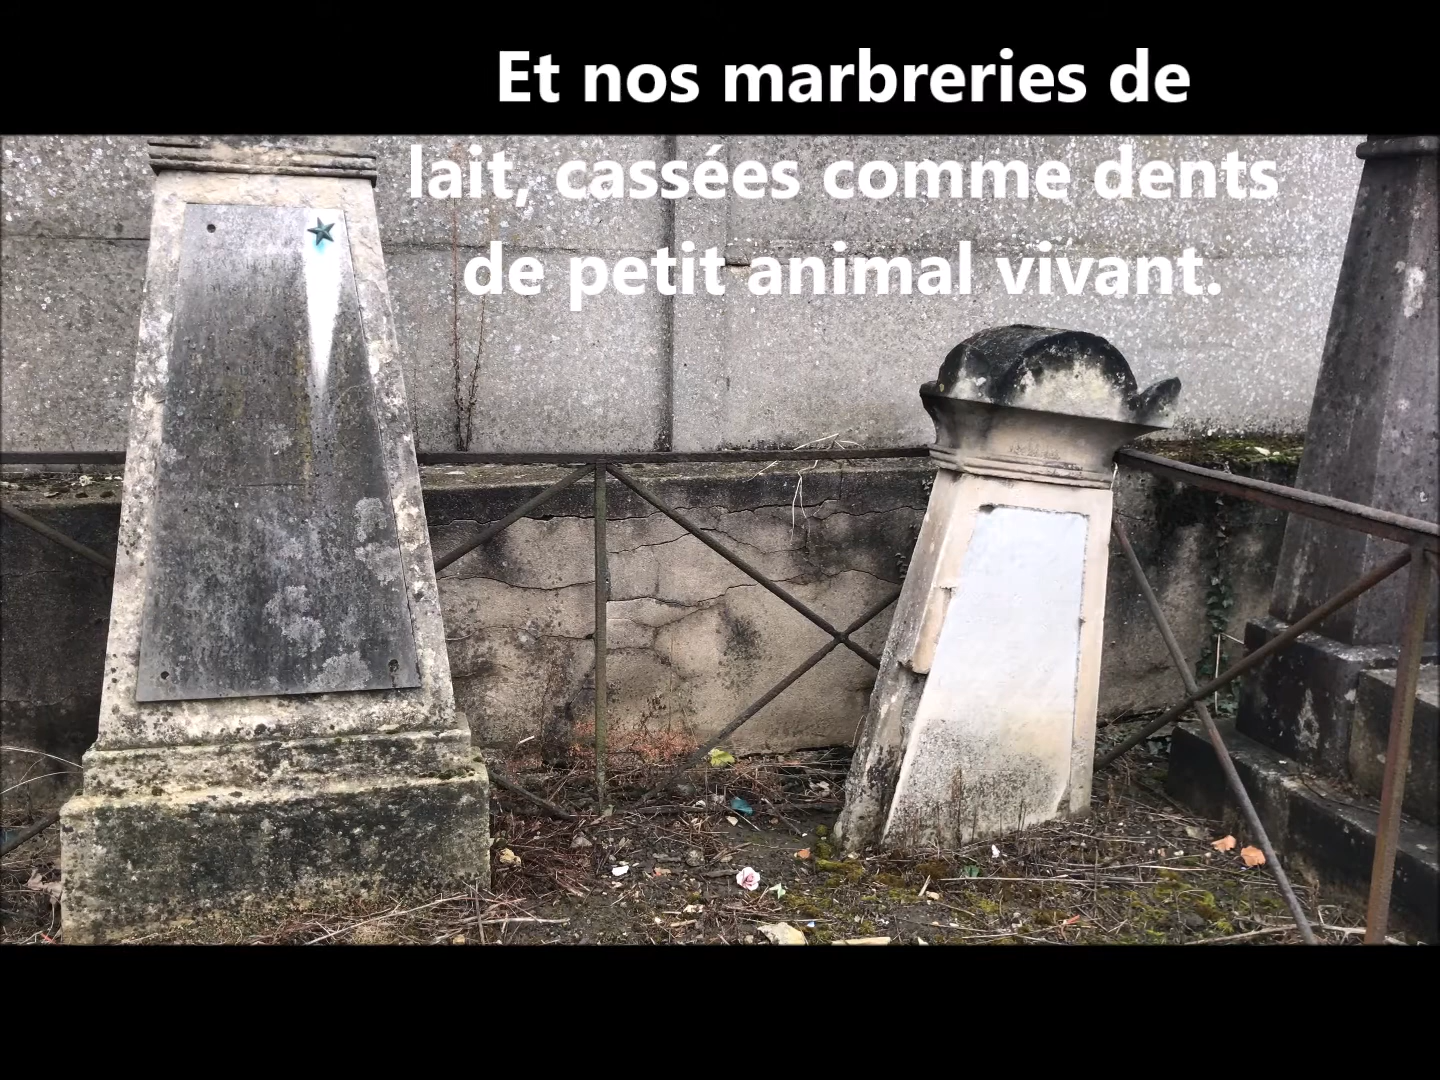 Et nos marbreries de
lait, cassées comme dents
de petit animal vivant.